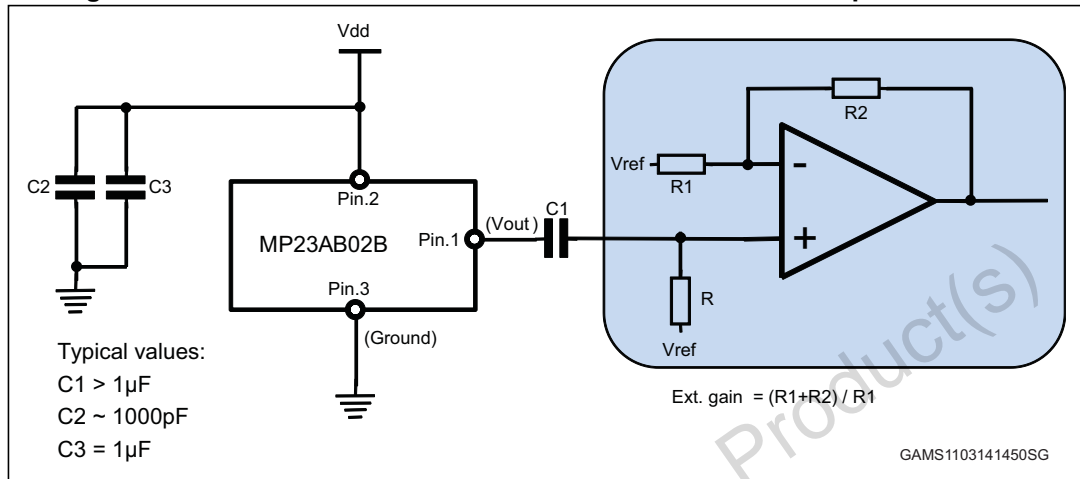 Vdd
C2
C3
Pin.2
MP23AB02B
Pin.1
(Vout)
C1
Pin.3
(Ground)
Vref
R1
R2
-
+
R
Vref
Typical values:
C1 > 1µF
C2 ~ 1000pF
C3 = 1µF
Ext. gain = (R1+R2) / R1
Product(s)
GAMS1103141450SG